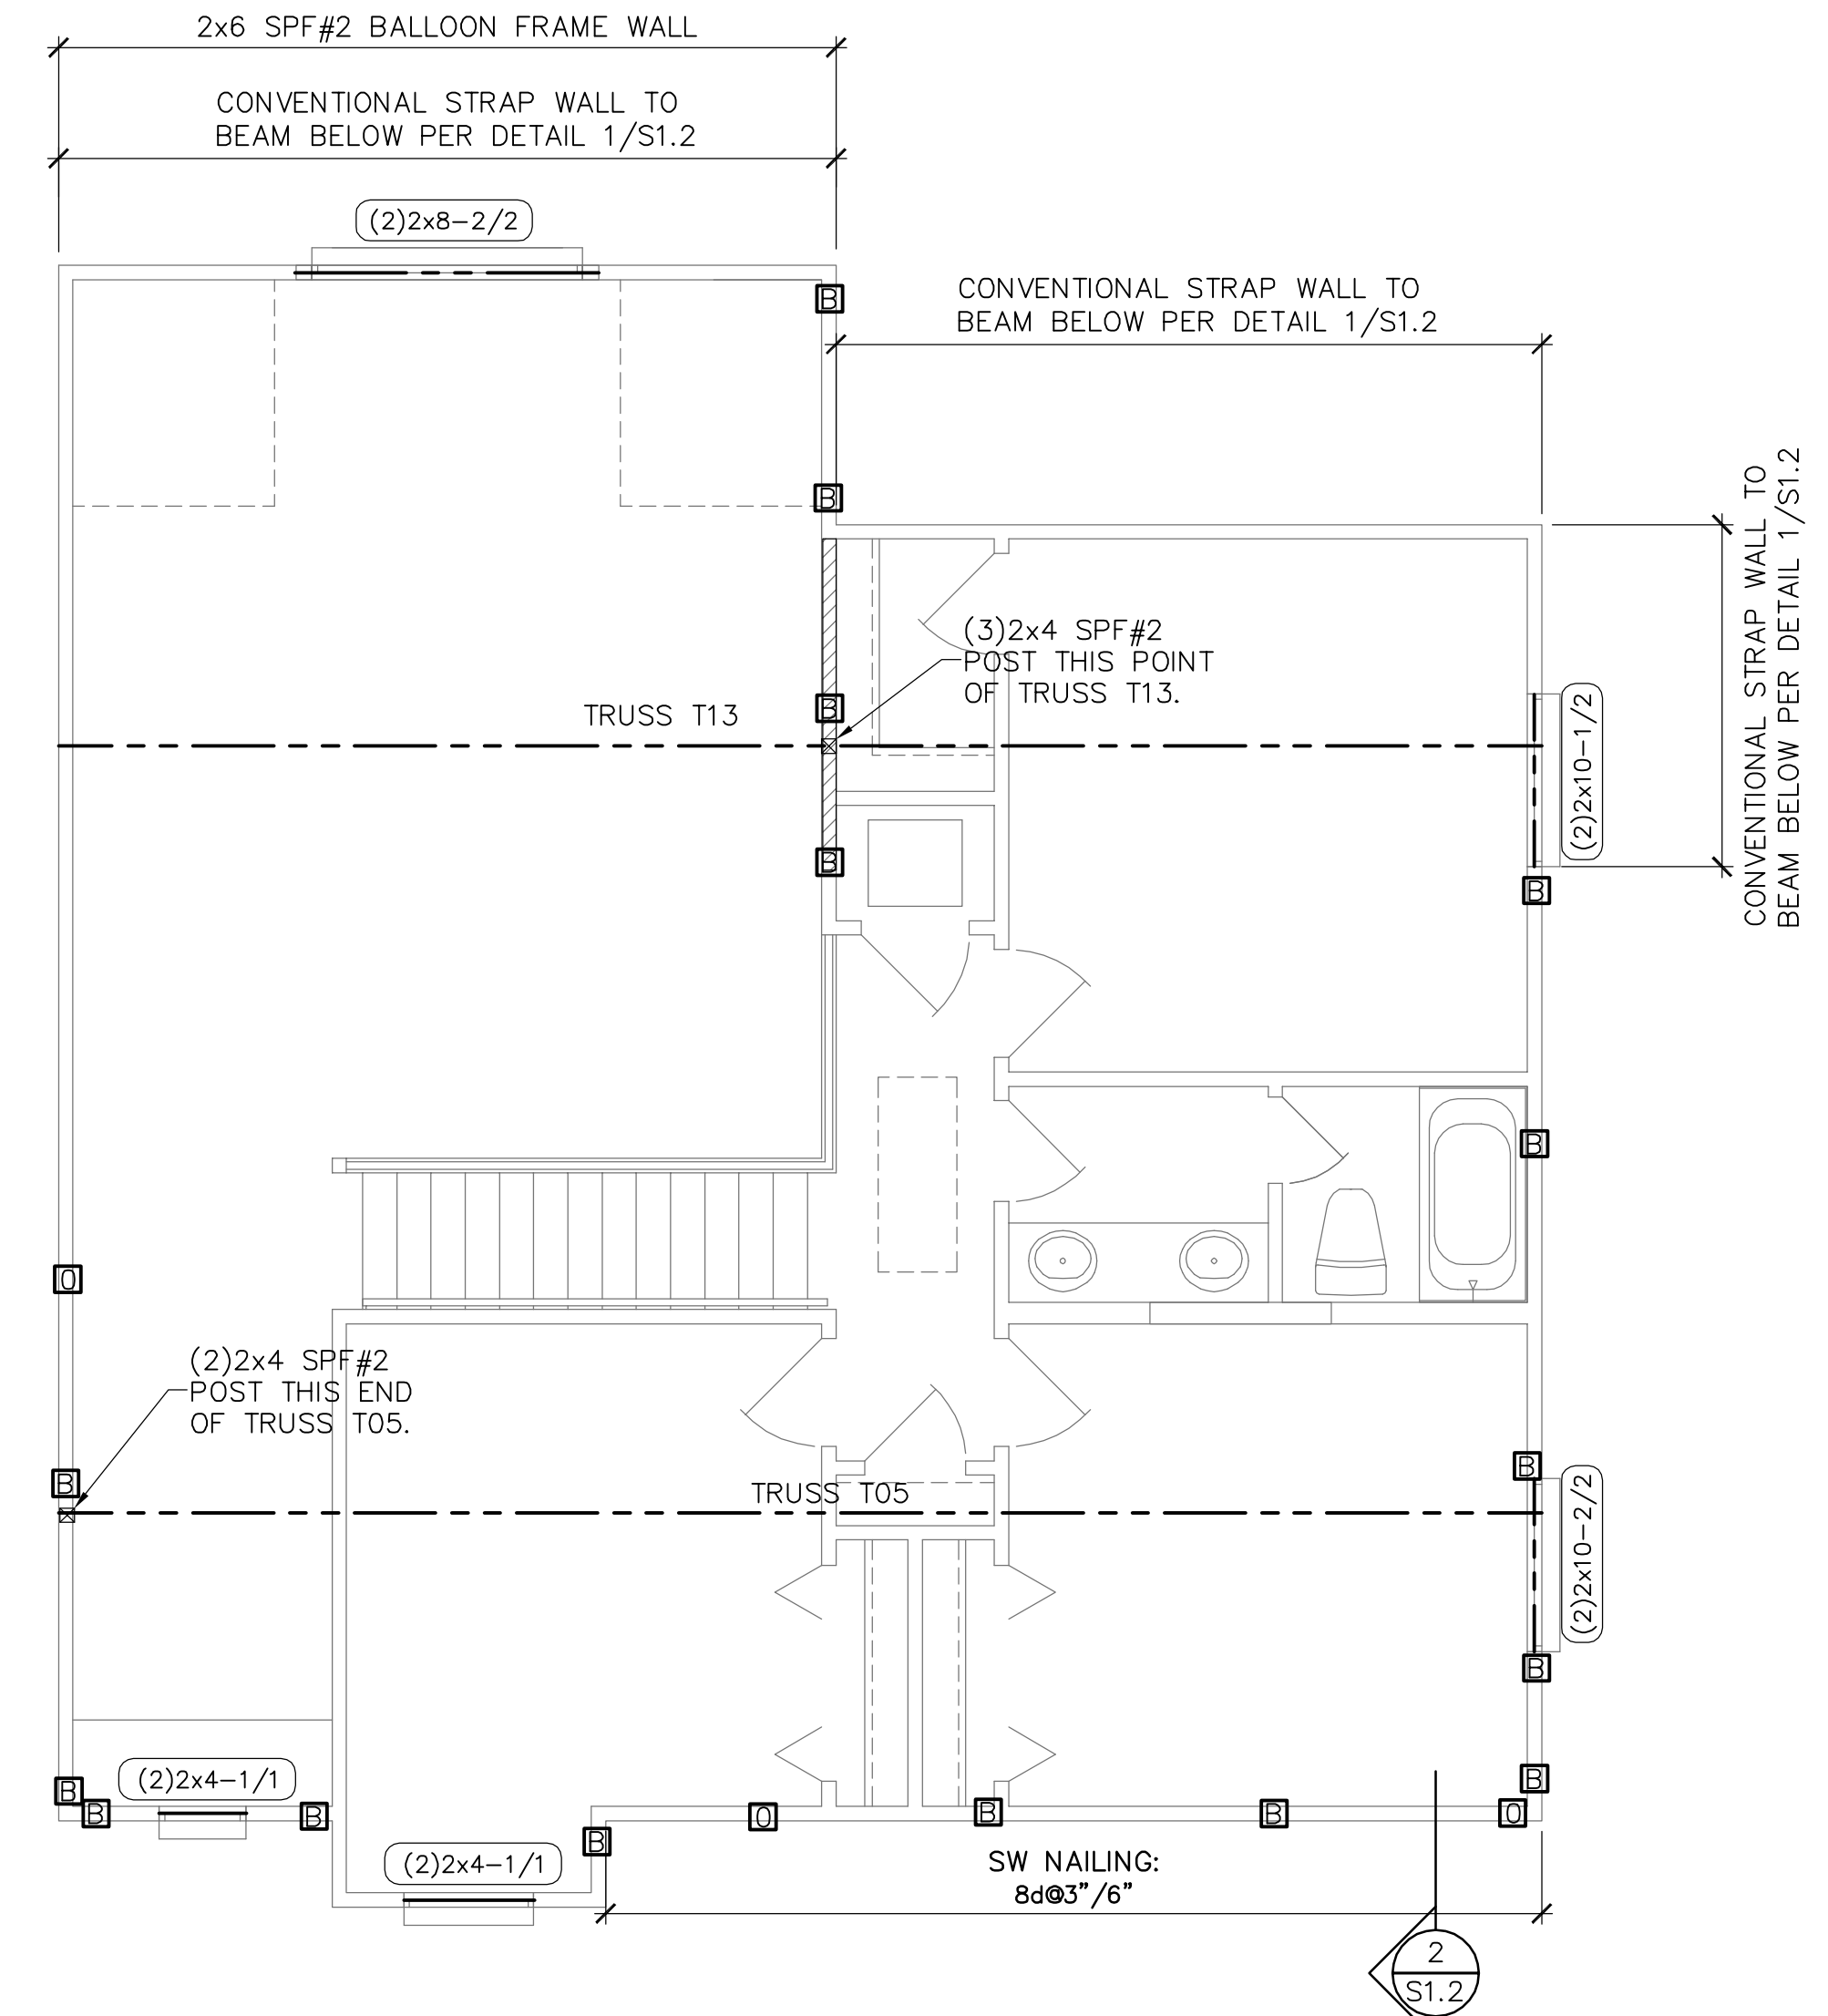 2x6 SPF#2 BALLOON FRAME WALL
CONVENTIONAL STRAP WALL TO
BEAM BELOW PER DETAIL 1/S1.2
(2)2x8-2/2
B
CONVENTIONAL STRAP WALL TO
BEAM BELOW PER DETAIL 1/S1.2
B
CONVENTIONAL STRAP WALL TO
BEAM BELOW PER DETAIL 1/S1.2
(3)2x4 SPF#2
POST THIS POINT
OF TRUSS T13.
TRUSS T13
B
(2)2x10-1/2
B
B
B
O
(2)2x4 SPF#2
POST THIS END
OF TRUSS T05.
B
B
TRUSS T05
(2)2x10-2/2
B
B
(2)2x4-1/1
B
B
B
B
O
B
B
O
(2)2x4-1/1
B
SW NAILING:
8d@3"/6"
2
S1.2